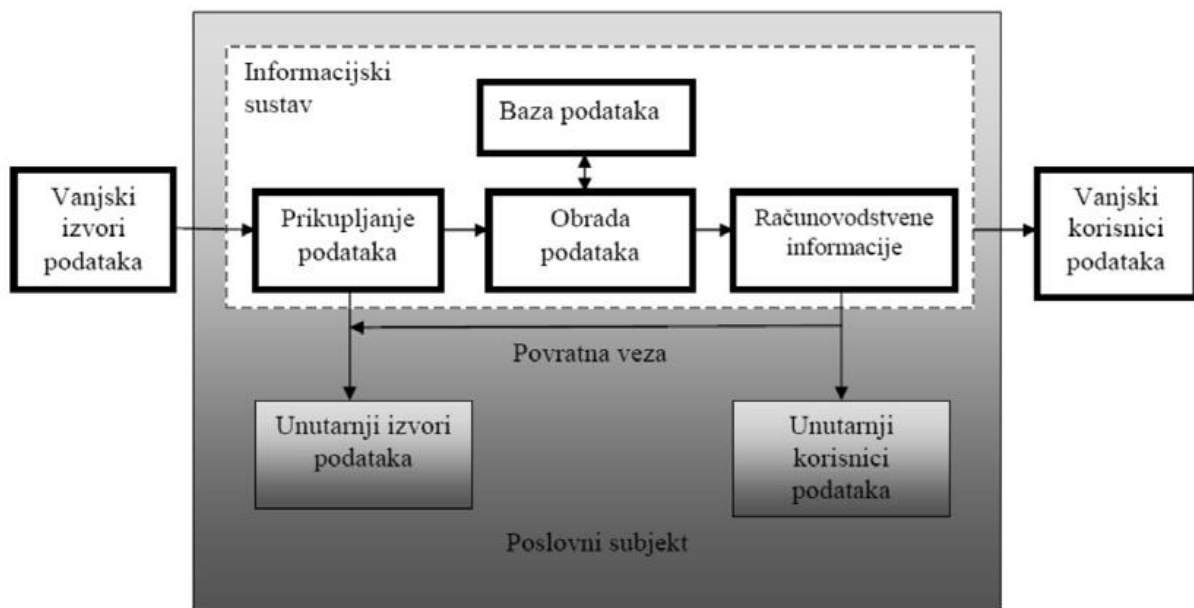 Informacijski
sustav
Baza podataka
Vanjski
izvori
podataka
Prikupljanje
podataka
Obrada
podataka
Računovodstvene
informacije
Vanjski
korisnici
podataka
Povratna veza
Unutarnji izvori
podataka
Unutarnji
korisnici
podataka
Poslovni subjekt